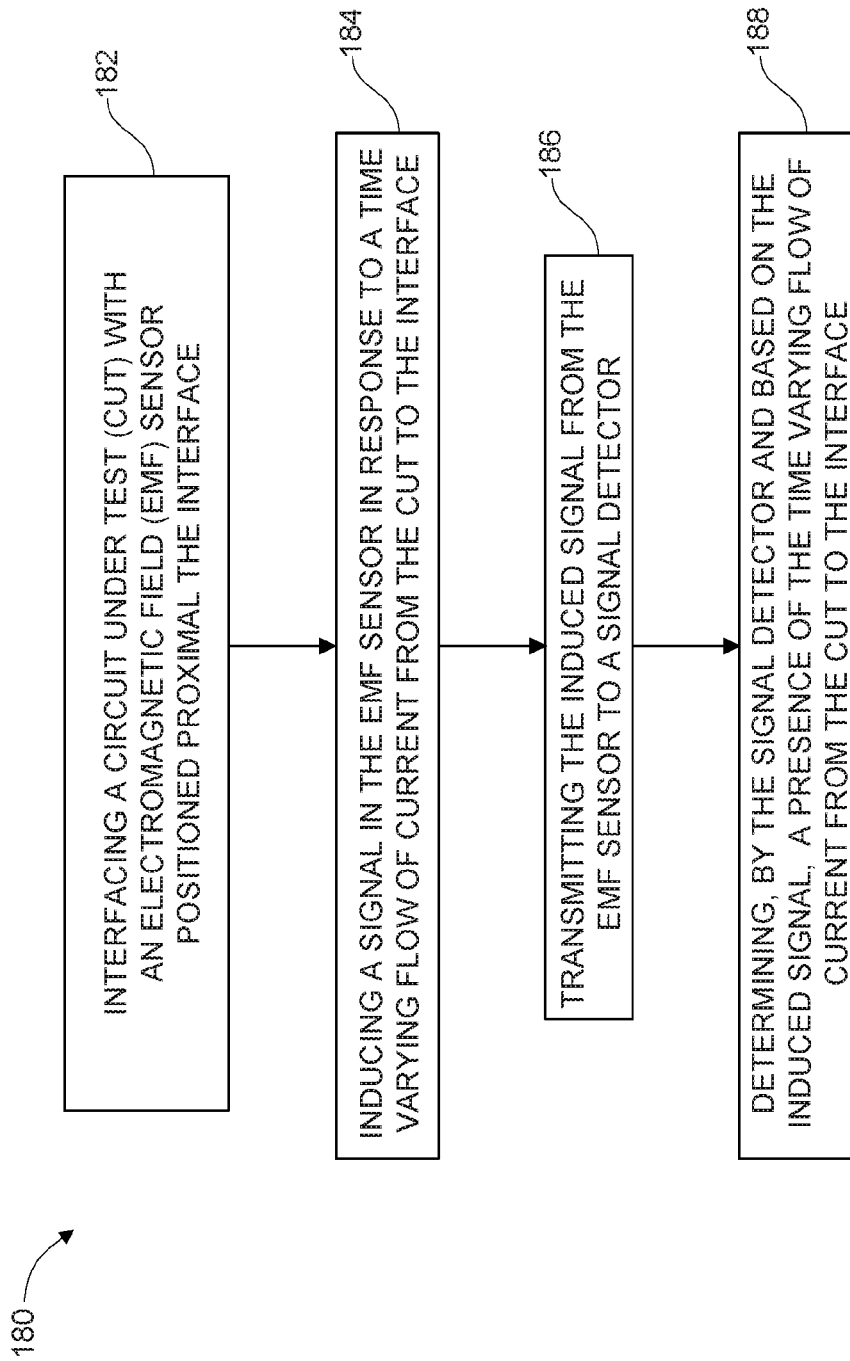 180
182
INTERFACING A CIRCUIT UNDER TEST (CUT) WITH
AN ELECTROMAGNETIC FIELD (EMF) SENSOR
POSITIONED PROXIMAL THE INTERFACE
184
INDUCING A SIGNAL IN THE EMF SENSOR IN RESPONSE TO A TIME
VARYING FLOW OF CURRENT FROM THE CUT TO THE INTERFACE
186
TRANSMITTING THE INDUCED SIGNAL FROM THE
EMF SENSOR TO A SIGNAL DETECTOR
188
DETERMINING, BY THE SIGNAL DETECTOR AND BASED ON THE
INDUCED SIGNAL, A PRESENCE OF THE TIME VARYING FLOW OF
CURRENT FROM THE CUT TO THE INTERFACE